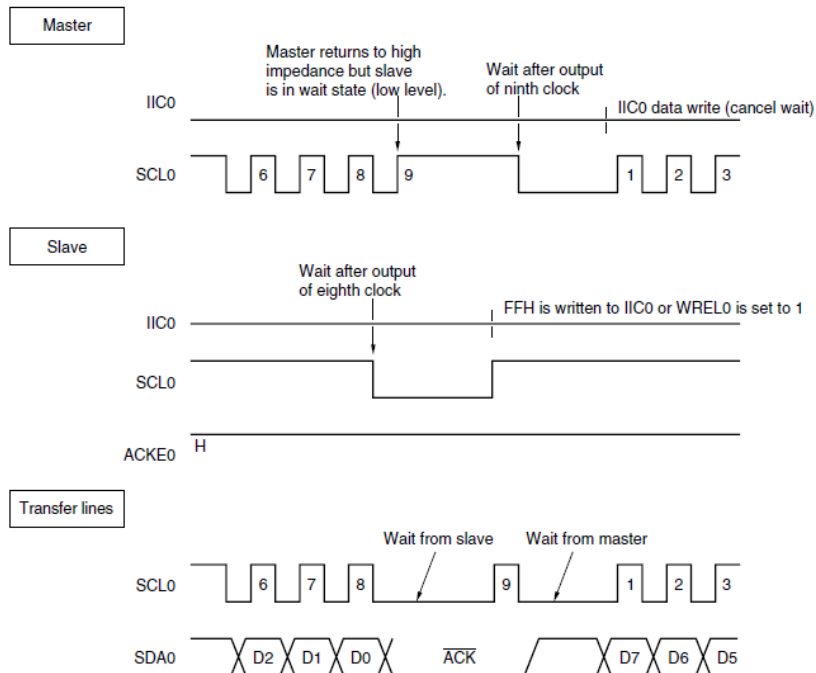 Master
Master returns to high
impedance but slave
is in wait state (low level).
Wait after output
of ninth clock
IIC0
IIC0 data write (cancel wait)
SCL0
6 7 8 9 1 2 3
Slave
Wait after output
of eighth clock
FFH is written to IIC0 or WREL0 is set to 1
IIC0
SCL0
ACKE0
H
Transfer lines
Wait from slave
Wait from master
SCL0
6 7 8 9 1 2 3
SDA0
D2 D1 D0 ACK D7 D6 D5